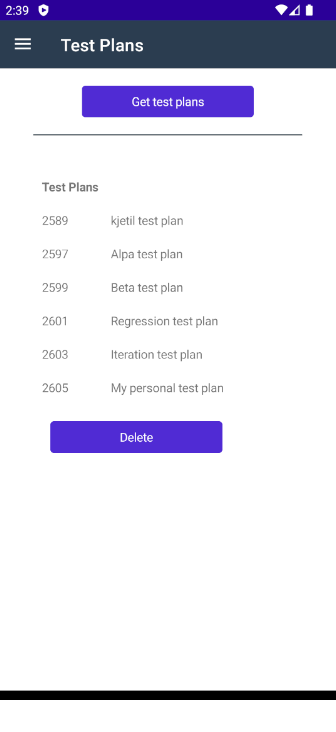 2:39
Test Plans
Get test plans
Test Plans
2589 kjetil test plan
2597 Alpa test plan
2599 Beta test plan
2601 Regression test plan
2603 Iteration test plan
2605 My personal test plan
Delete